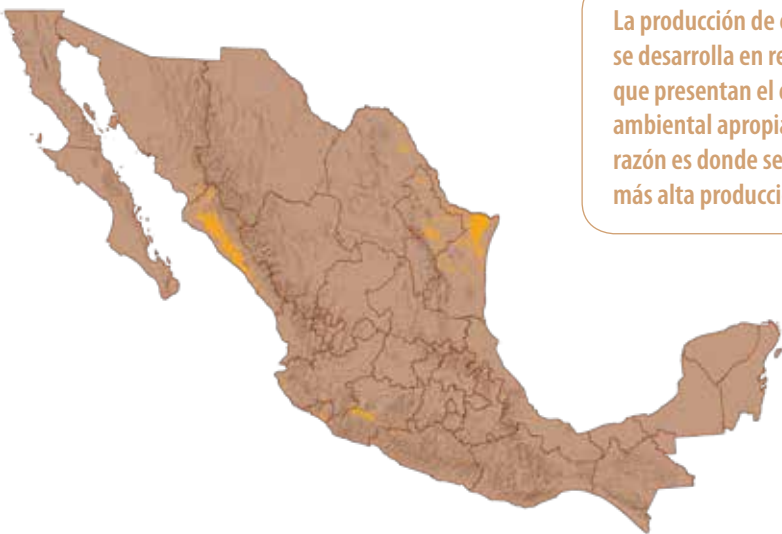 La producción de
se desarrolla en
que presentan el
ambiental
razón es donde se
más alta